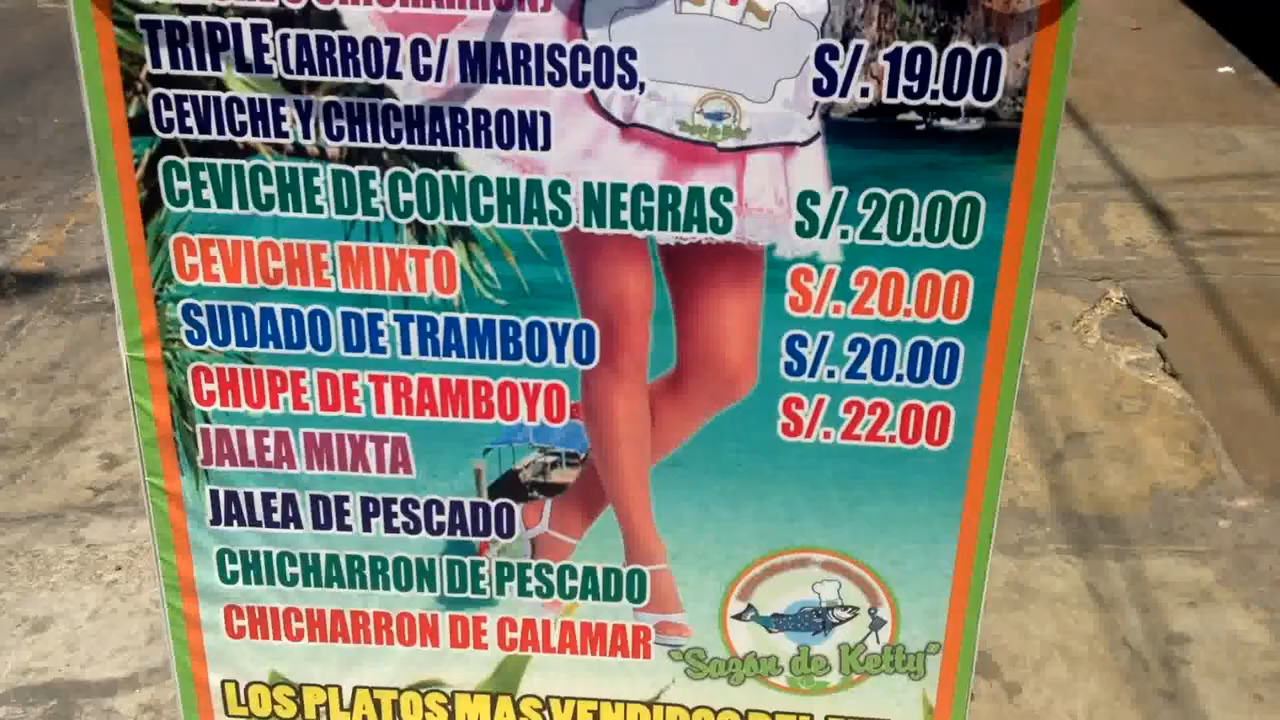 CHICHARRON)
TRIPLE (ARROZ C/ MARISCOS, S/. 19.00
CEVICHE Y CHICHARRON)
CEVICHE DE CONCHAS NEGRAS S/. 20.00
CEVICHE MIXTO S/. 20.00
SUDADO DE TRAMBOYO S/. 20.00
CHUPE DE TRAMBOYO S/. 22.00
JALEA MIXTA
JALEA DE PESCADO
CHICHARRON DE PESCADO
CHICHARRON DE CALAMAR
"Sazón de Ketty"
LOS PLATOS MAS VENDIDOS DEL